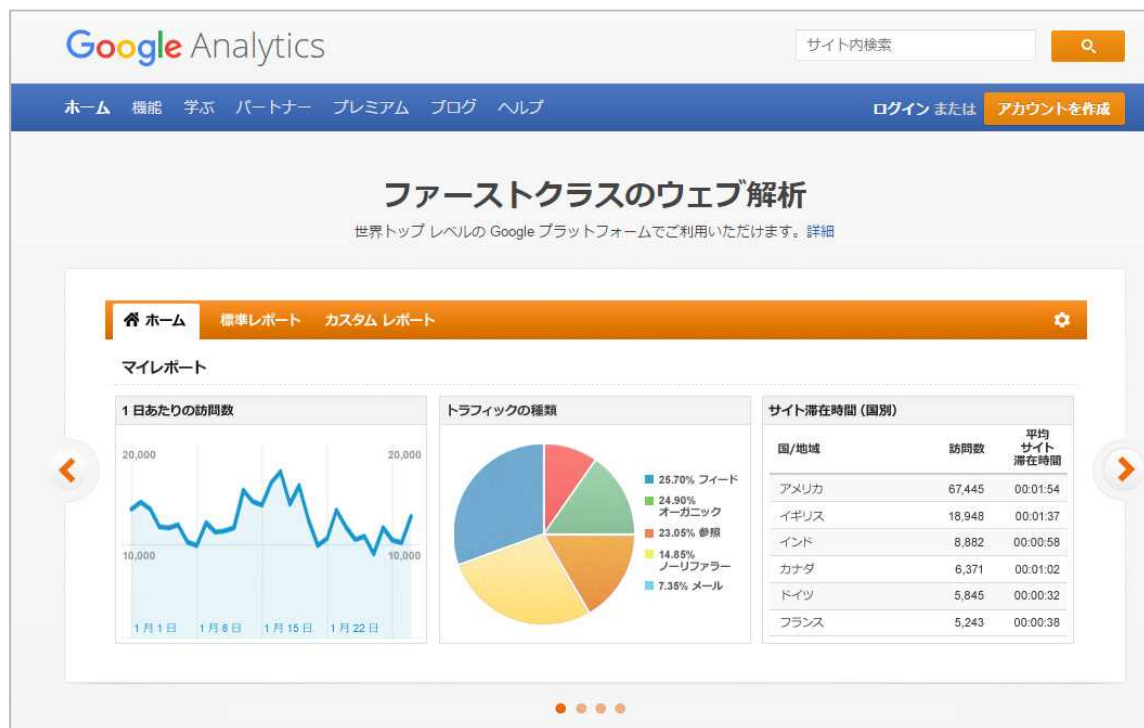 Google Analytics
サイト内検索
ホーム 機能 学ぶ パートナー プレミアム ブログ ヘルプ
ログイン または アカウントを作成
ファーストクラスのウェブ解析
世界トップ レベルの Google プラットフォームでご利用いただけます。詳細
ホーム 標準レポート カスタム レポート
マイレポート
1 日あたりの訪問数
20,000 20,000
10,000 10,000
1 月 1 日 1 月 8 日 1 月 15 日 1 月 22 日
トラフィックの種類
25.70% フィード
24.90%
オーガニック
23.05% 参照
14.85%
ノーリファラー
7.35% メール
サイト滞在時間 (国別)
国/地域 訪問数 平均
サイト
滞在時間
アメリカ 67,445 00:01:54
イギリス 18,948 00:01:37
インド 8,882 00:00:58
カナダ 6,371 00:01:02
ドイツ 5,845 00:00:32
フランス 5,243 00:00:38